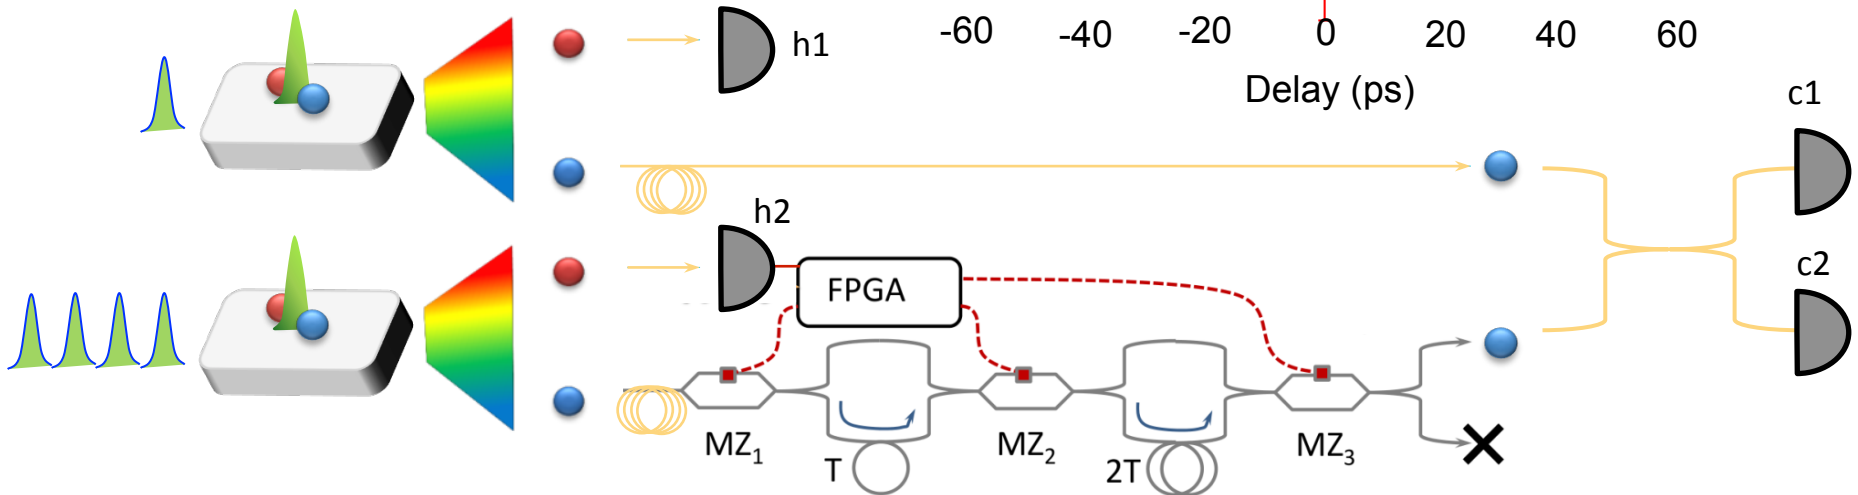 h1
-60 -40 -20 0 20 40 60
Delay (ps)
c1
h2
FPGA
c2
MZ₁
T
MZ₂
2T
MZ₃